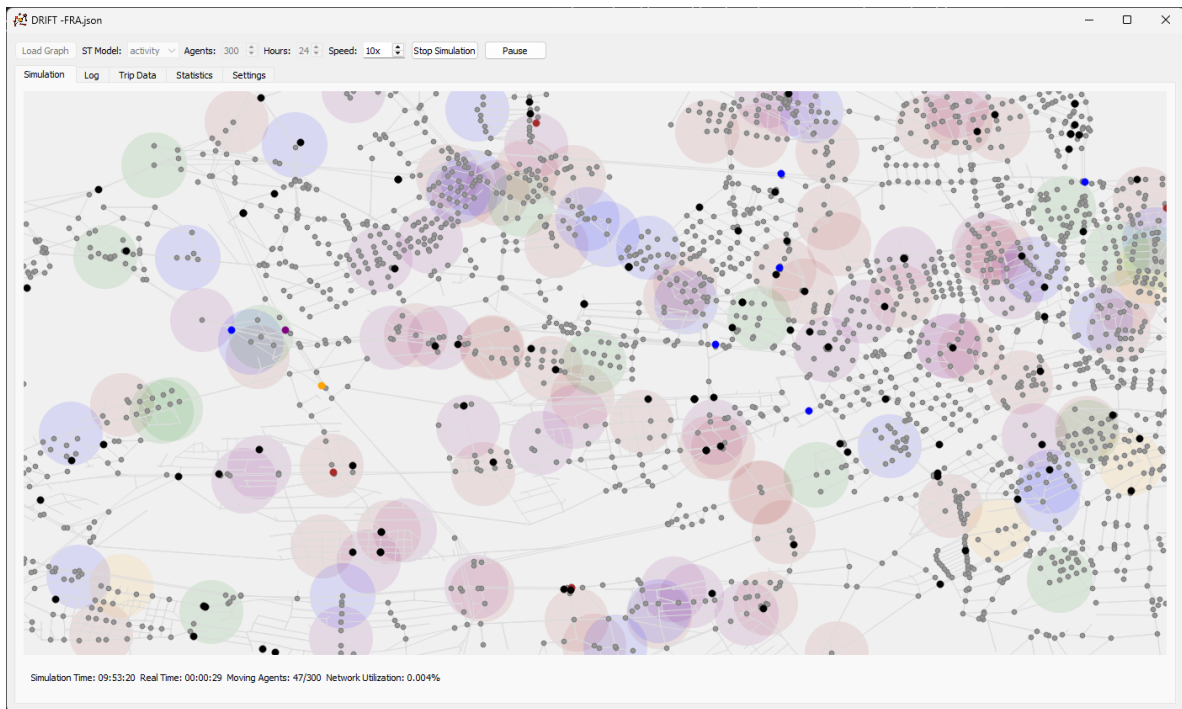 DRIFT -FRA.json
Load Graph ST Model: activity Agents: 300 Hours: 24 Speed: 10x Stop Simulation Pause
Simulation Log Trip Data Statistics Settings
Simulation Time: 09:53:20 Real Time: 00:00:29 Moving Agents: 47/300 Network Utilization: 0.004%